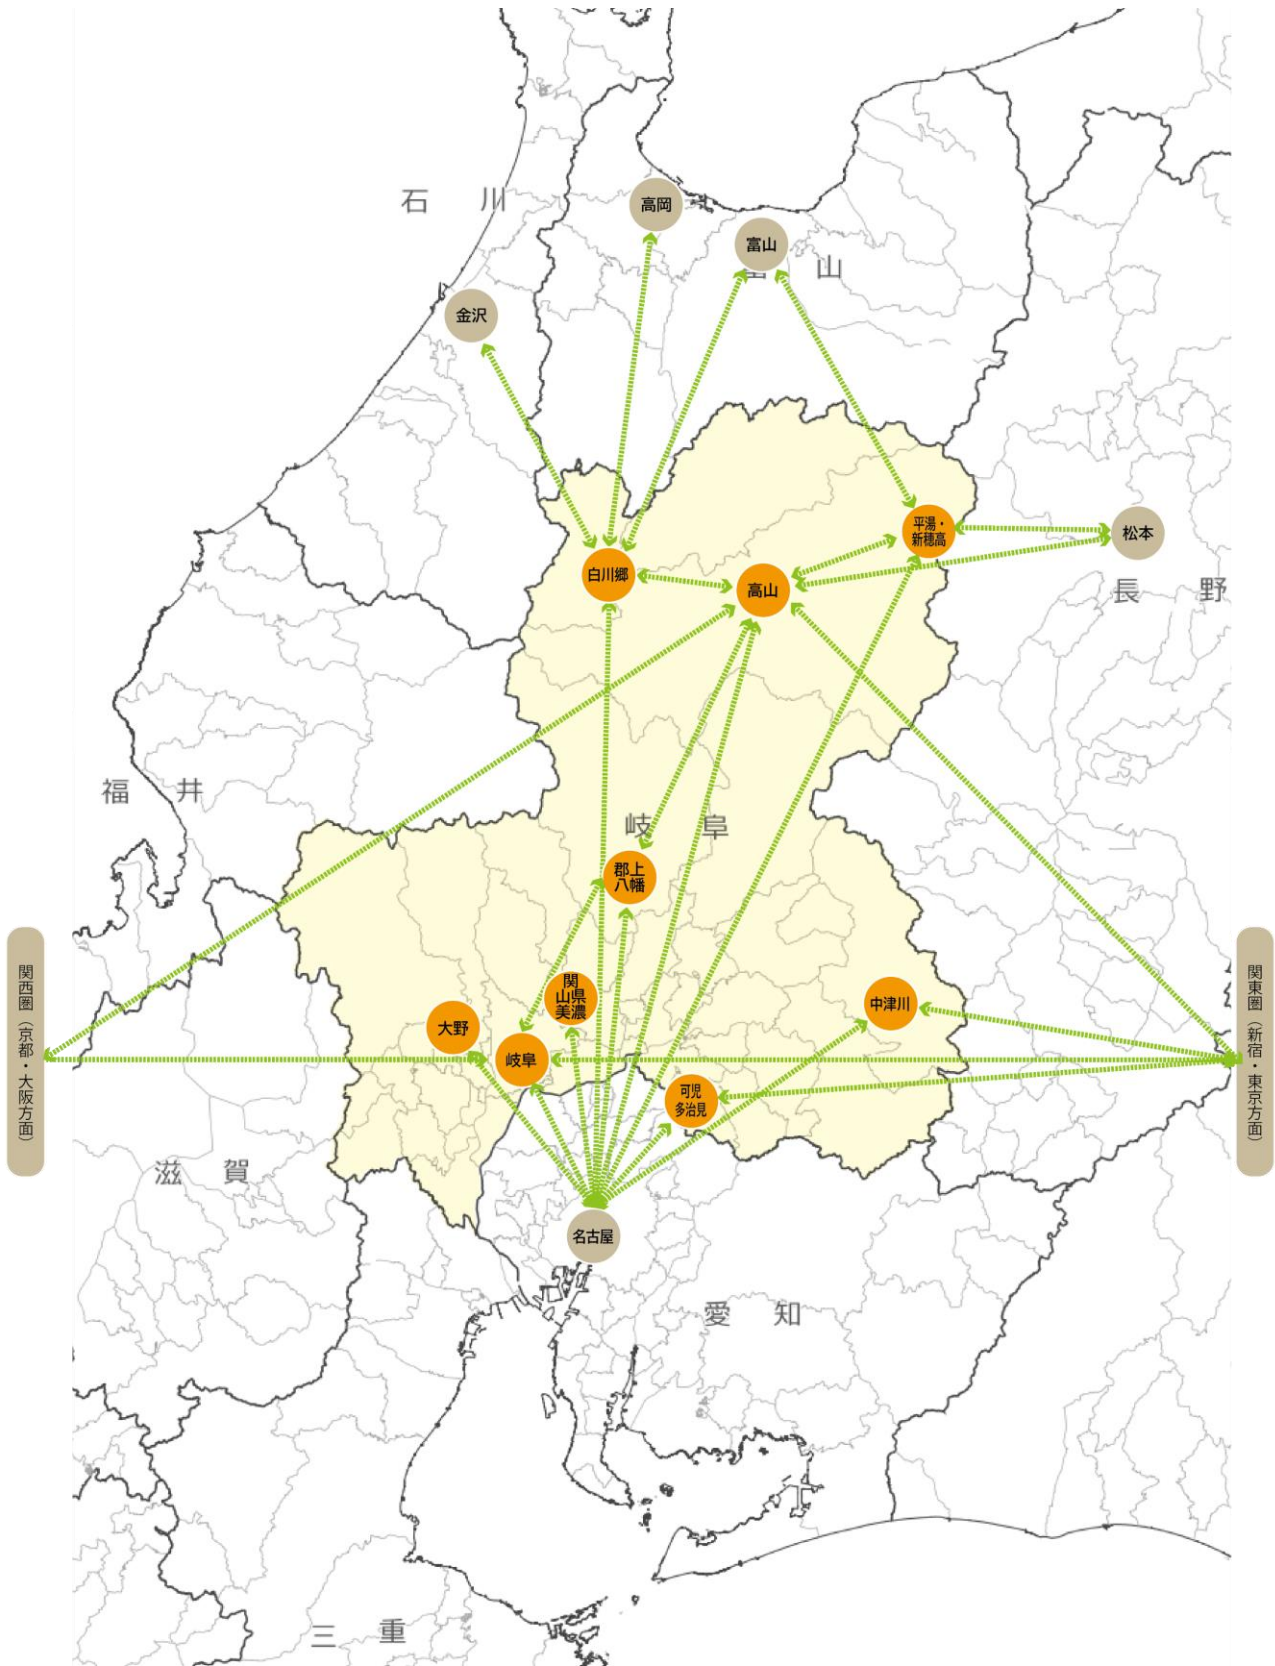 石川
高岡
富山
富山
金沢
平湯・
新穂高
松本
白川郷
高山
長野
福井
岐阜
郡上
八幡
関
山県
美濃
中津川
大野
岐阜
可児
多治見
関西圏（京都・大阪方面）
関東圏（新宿・東京方面）
滋賀
名古屋
愛知
三重